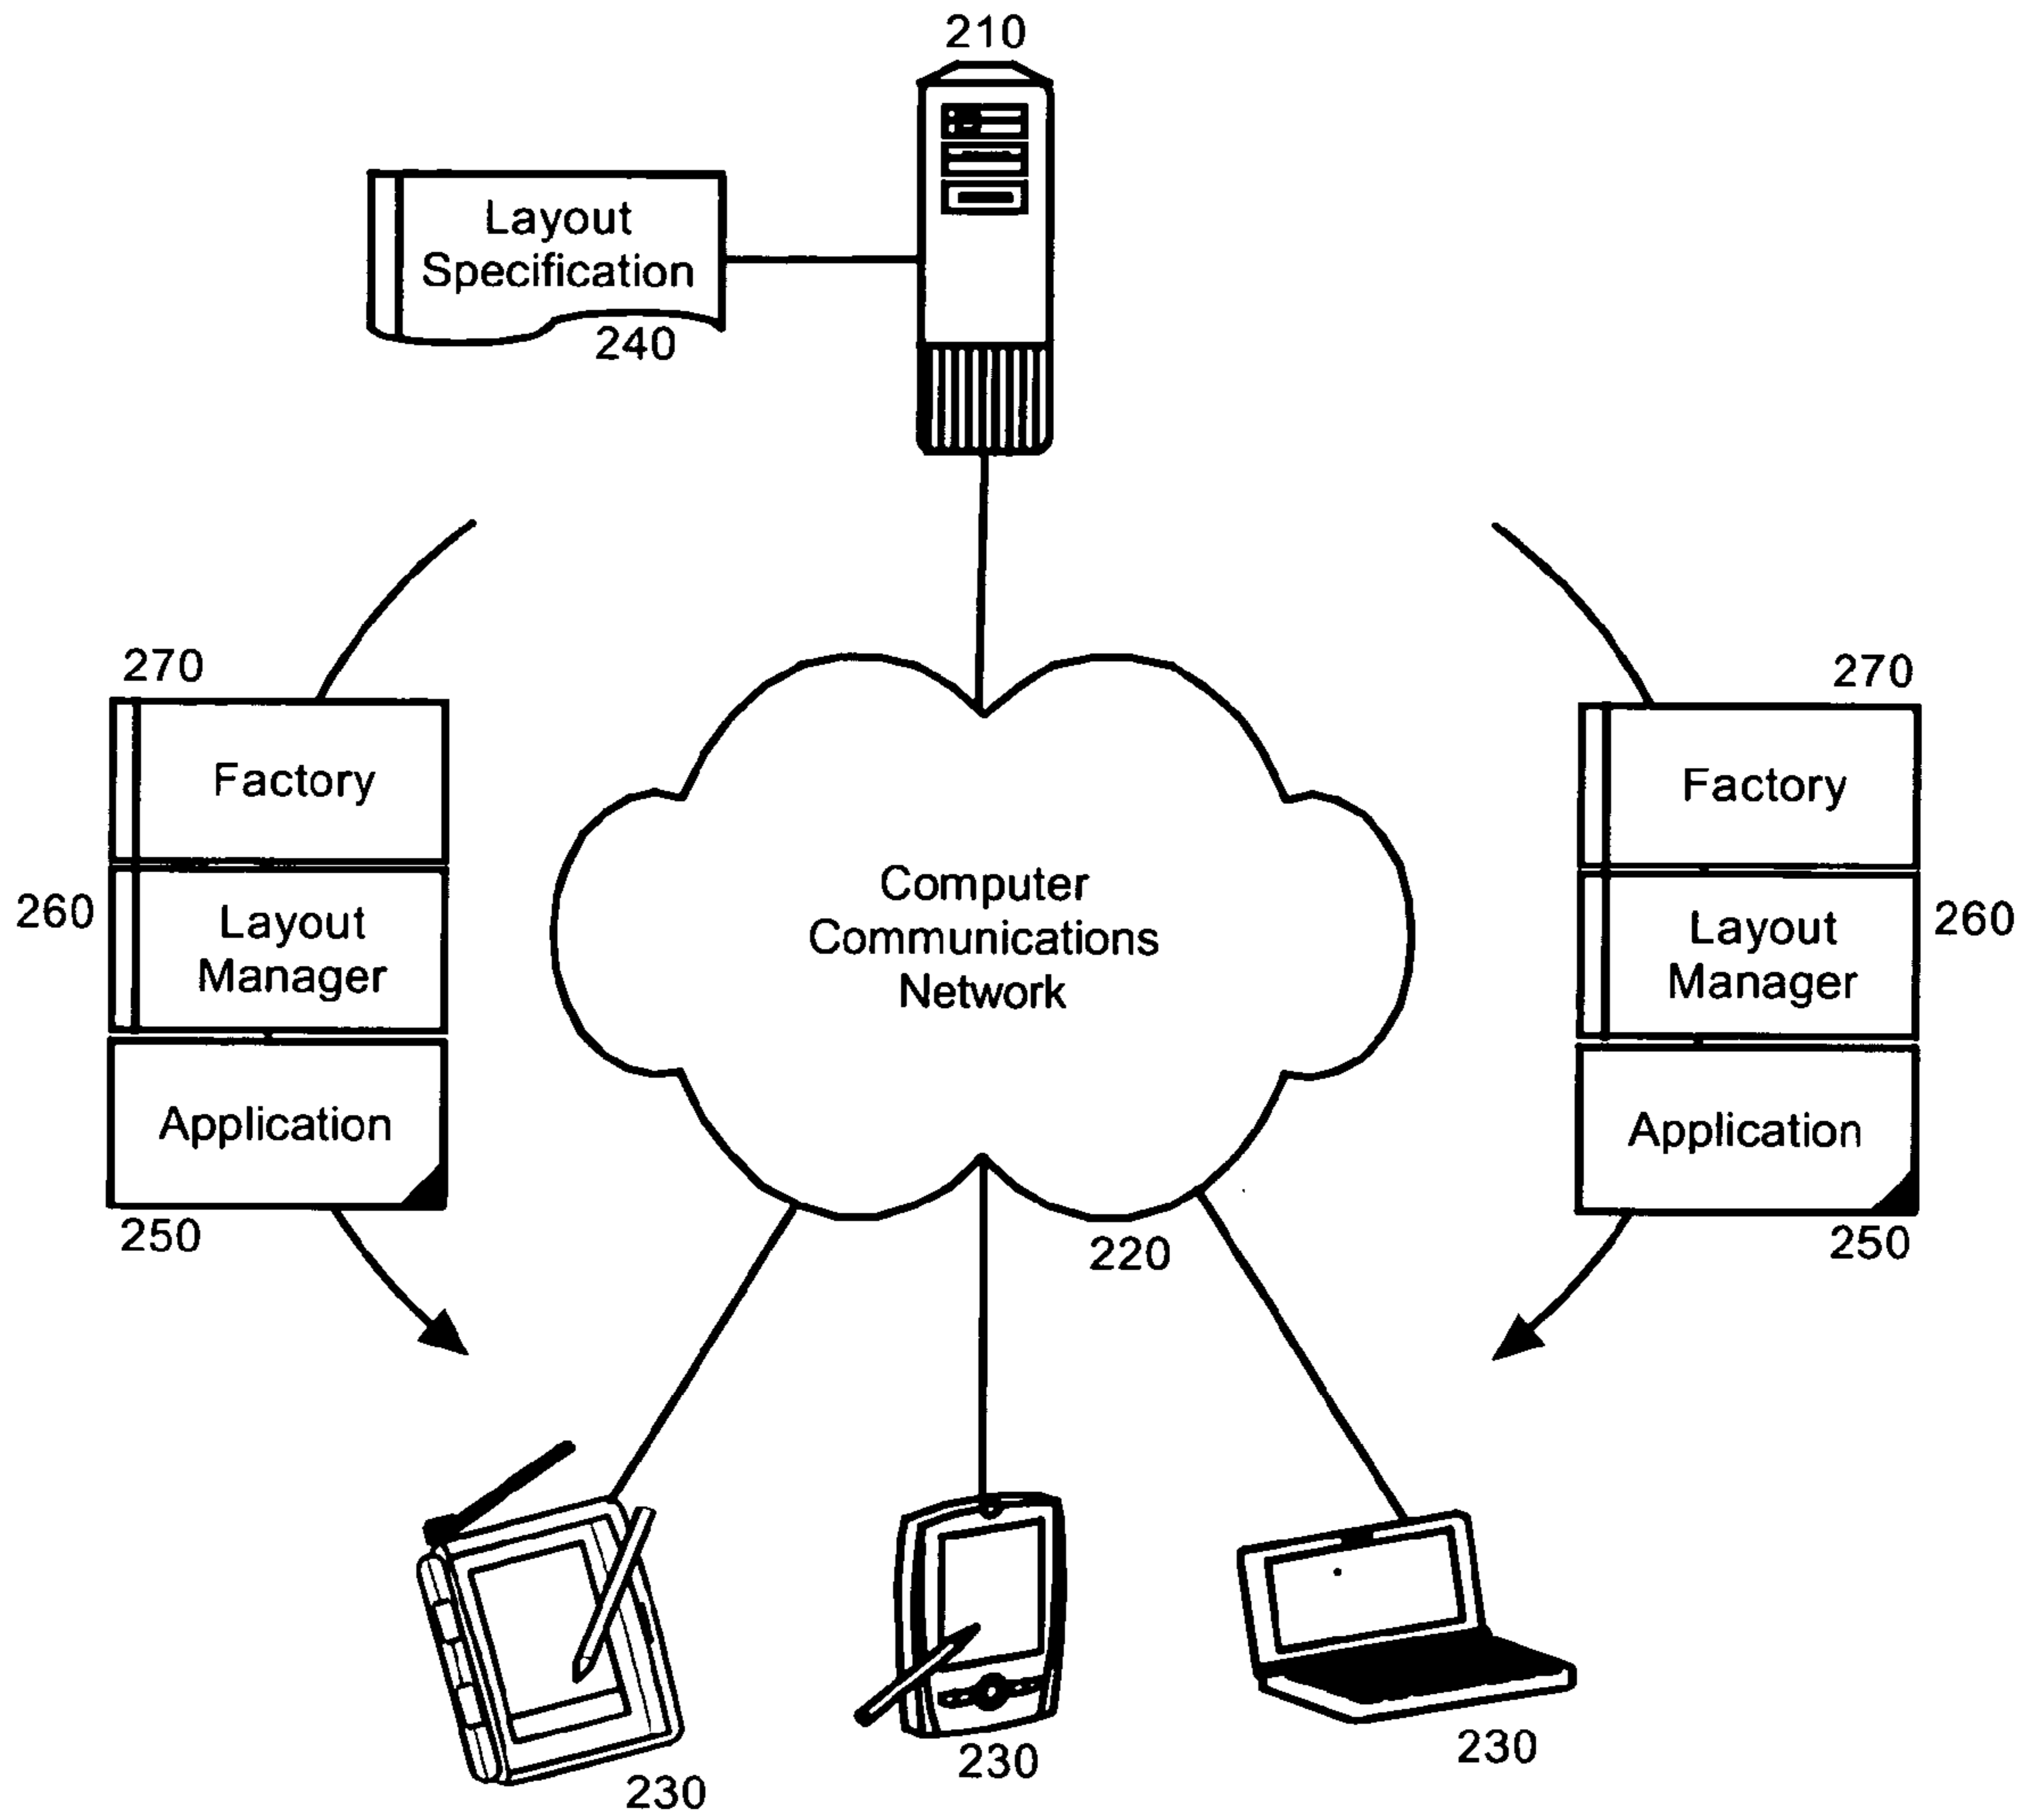 210
Layout
Specification
240
270
Factory
260
Layout
Manager
Application
250
Computer
Communications
Network
220
270
Factory
Layout
Manager
260
Application
250
230
230
230